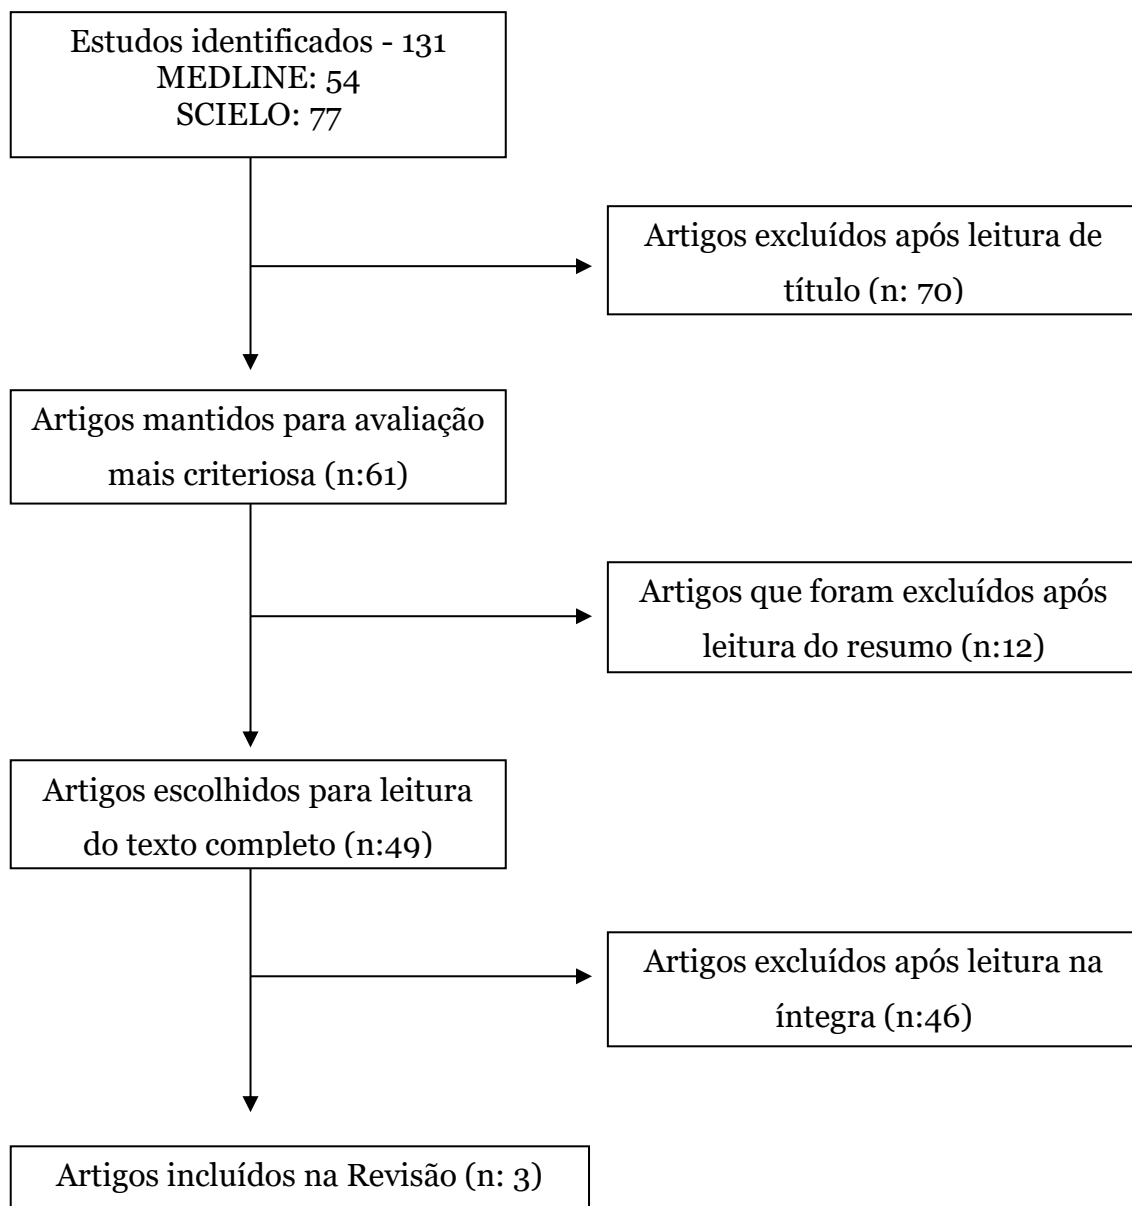 Estudos identificados - 131
MEDLINE: 54
SCIELO: 77
Artigos excluídos após leitura de
título (n: 70)
Artigos mantidos para avaliação
mais criteriosa (n:61)
Artigos que foram excluídos após
leitura do resumo (n:12)
Artigos escolhidos para leitura
do texto completo (n:49)
Artigos excluídos após leitura na
íntegra (n:46)
Artigos incluídos na Revisão (n: 3)